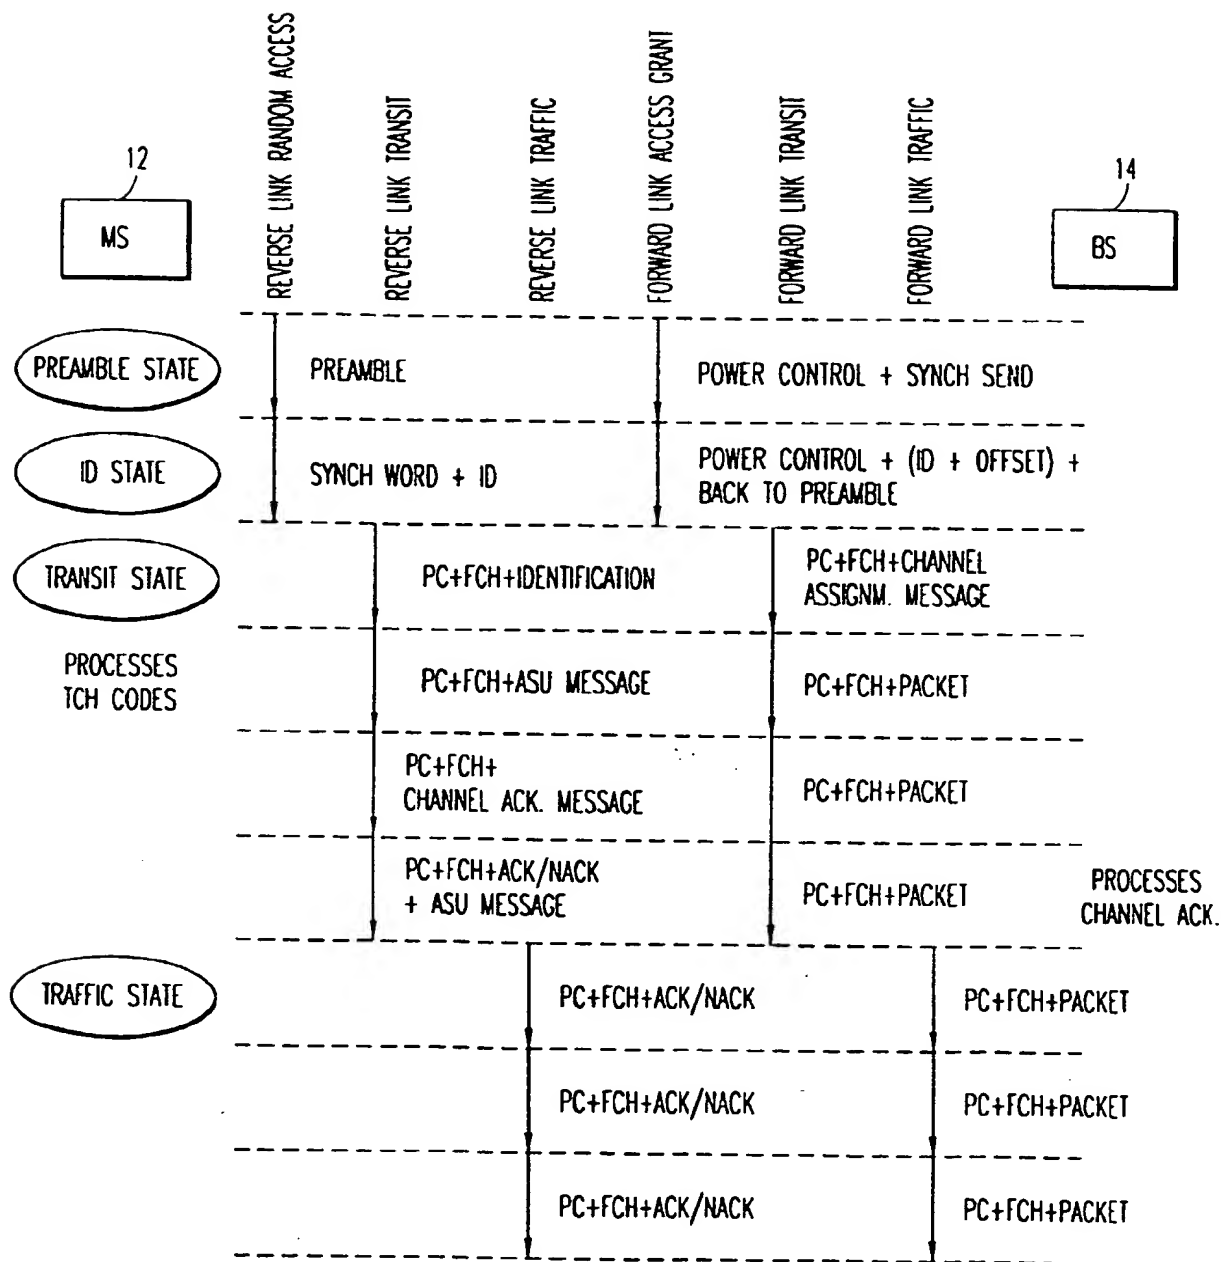 REVERSE LINK RANDOM ACCESS
REVERSE LINK TRANSIT
REVERSE LINK TRAFFIC
FORWARD LINK ACCESS GRANT
FORWARD LINK TRANSIT
FORWARD LINK TRAFFIC
12
MS
14
BS
PREAMBLE STATE
PREAMBLE
POWER CONTROL + SYNCH SEND
ID STATE
SYNCH WORD + ID
POWER CONTROL + (ID + OFFSET) +
BACK TO PREAMBLE
TRANSIT STATE
PC+FCH+IDENTIFICATION
PC+FCH+CHANNEL
ASSIGNM. MESSAGE
PROCESSES
TCH CODES
PC+FCH+ASU MESSAGE
PC+FCH+PACKET
PC+FCH+
CHANNEL ACK. MESSAGE
PC+FCH+PACKET
PC+FCH+ACK/NACK
+ ASU MESSAGE
PC+FCH+PACKET
PROCESSES
CHANNEL ACK.
TRAFFIC STATE
PC+FCH+ACK/NACK
PC+FCH+PACKET
PC+FCH+ACK/NACK
PC+FCH+PACKET
PC+FCH+ACK/NACK
PC+FCH+PACKET